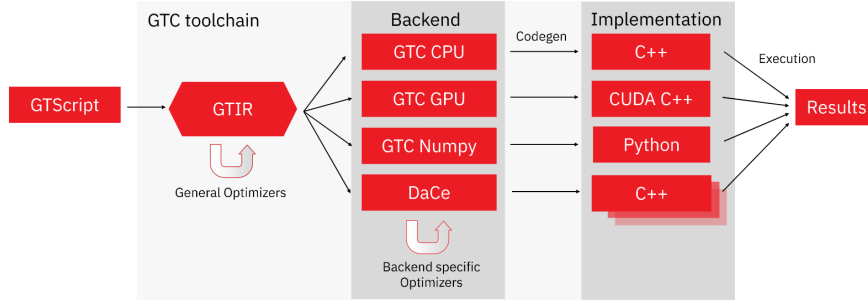 GTC toolchain
Backend
Implementation
GTScript
GTIR
General Optimizers
GTC CPU
GTC GPU
GTC Numpy
DaCe
Backend specific
Optimizers
Codegen
C++
CUDA C++
Python
C++
Execution
Results